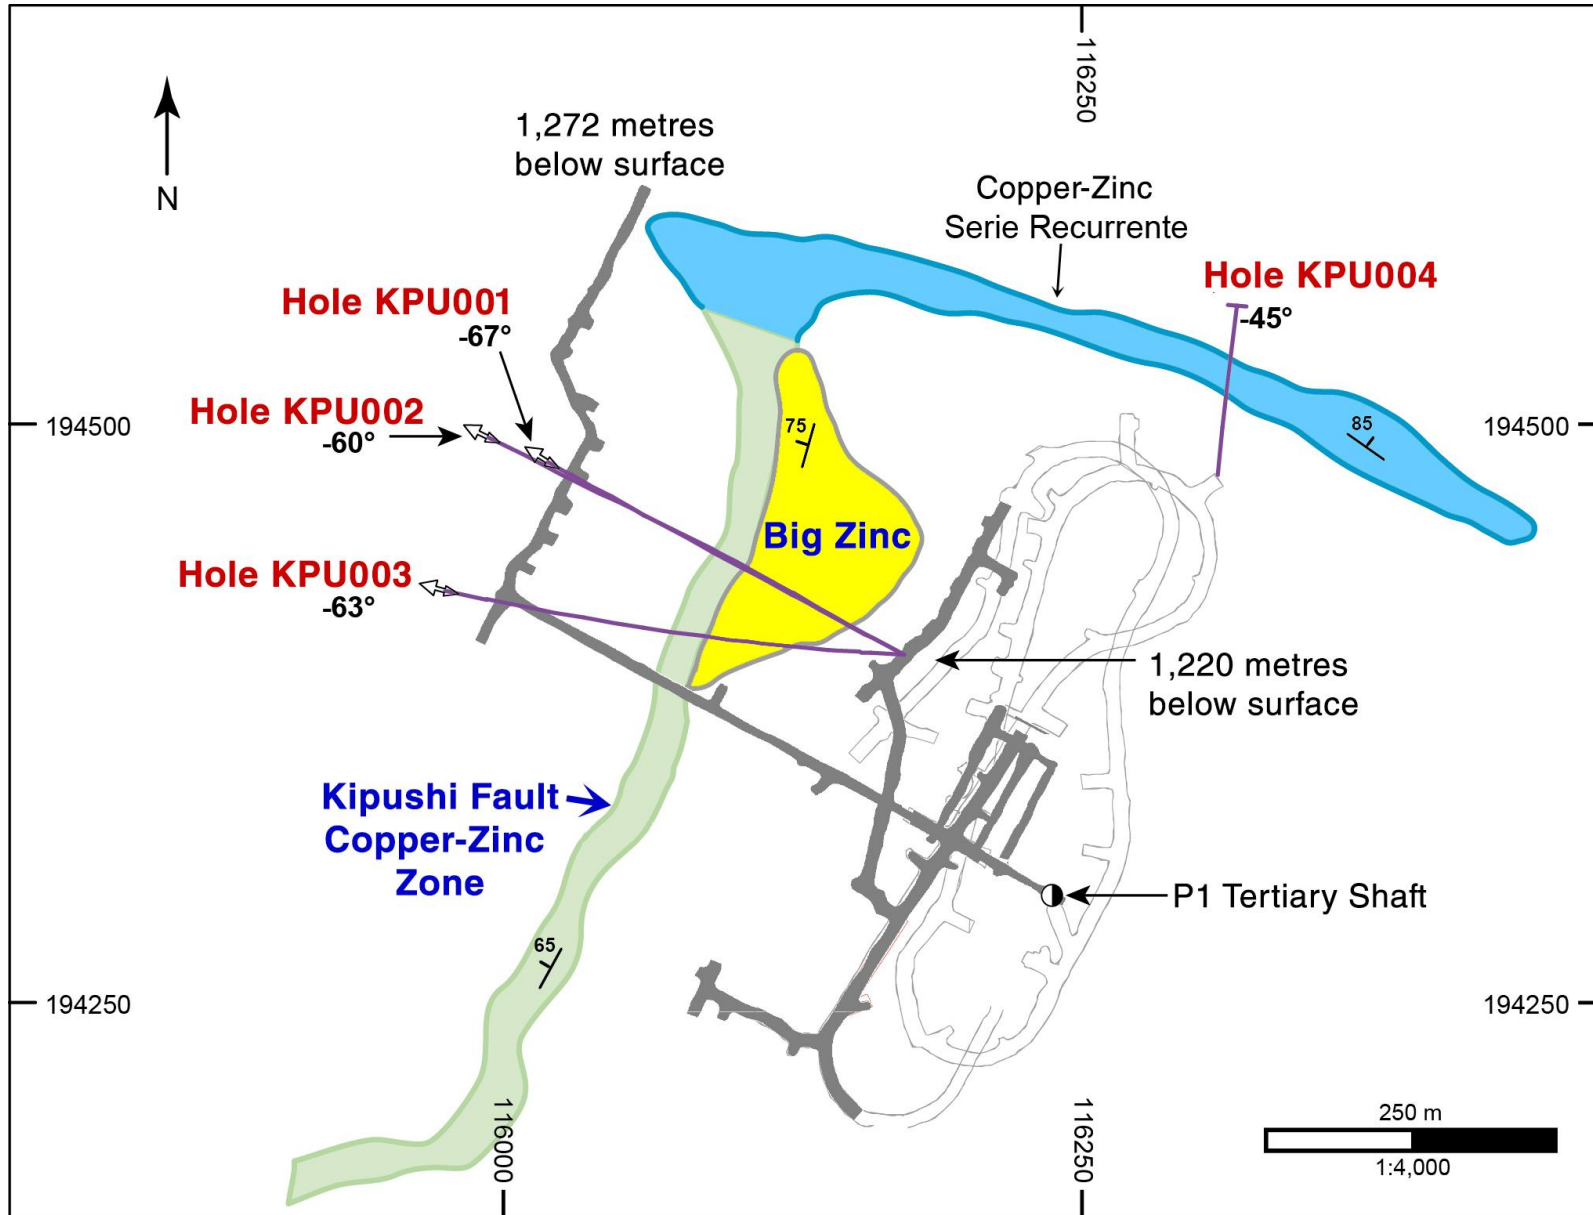 116250
1,272 metres
below surface
N
Copper-Zinc
Serie Recurrente
Hole KPU004
-45°
Hole KPU001
-67°
Hole KPU002
-60°
194500
194500
75
85
Big Zinc
Hole KPU003
-63°
1,220 metres
below surface
Kipushi Fault
Copper-Zinc
Zone
P1 Tertiary Shaft
65
194250
194250
116000
116250
250 m
1:4,000